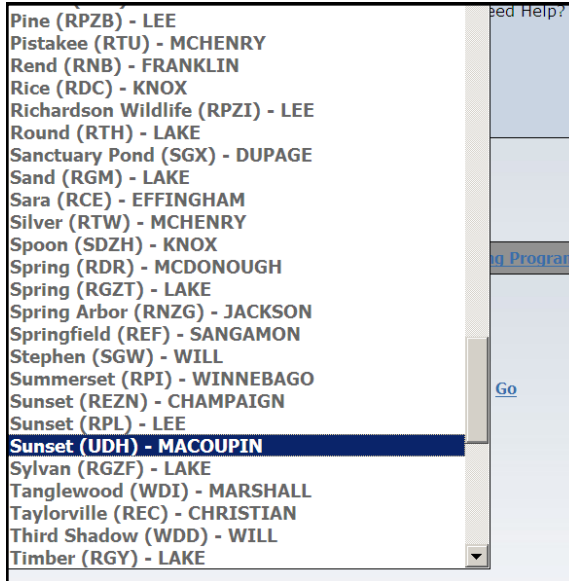 Pine (RPZB) - LEE
eed Help?
Pistakee (RTU) - MCHENRY
Rend (RNB) - FRANKLIN
Rice (RDC) - KNOX
Richardson Wildlife (RPZI) - LEE
Round (RTH) - LAKE
Sanctuary Pond (SGX) - DUPAGE
Sand (RGM) - LAKE
Sara (RCE) - EFFINGHAM
Silver (RTW) - MCHENRY
Spoon (SDZH) - KNOX
Spring (RDR) - MCDONOUGH
ng Program
Spring (RGZT) - LAKE
Spring Arbor (RNZG) - JACKSON
Springfield (REF) - SANGAMON
Stephen (SGW) - WILL
Summerset (RPI) - WINNEBAGO
Go
Sunset (REZN) - CHAMPAIGN
Sunset (RPL) - LEE
Sunset (UDH) - MACOUPIN
Sylvan (RGZF) - LAKE
Tanglewood (WDI) - MARSHALL
Taylorville (REC) - CHRISTIAN
Third Shadow (WDD) - WILL
Timber (RGY) - LAKE